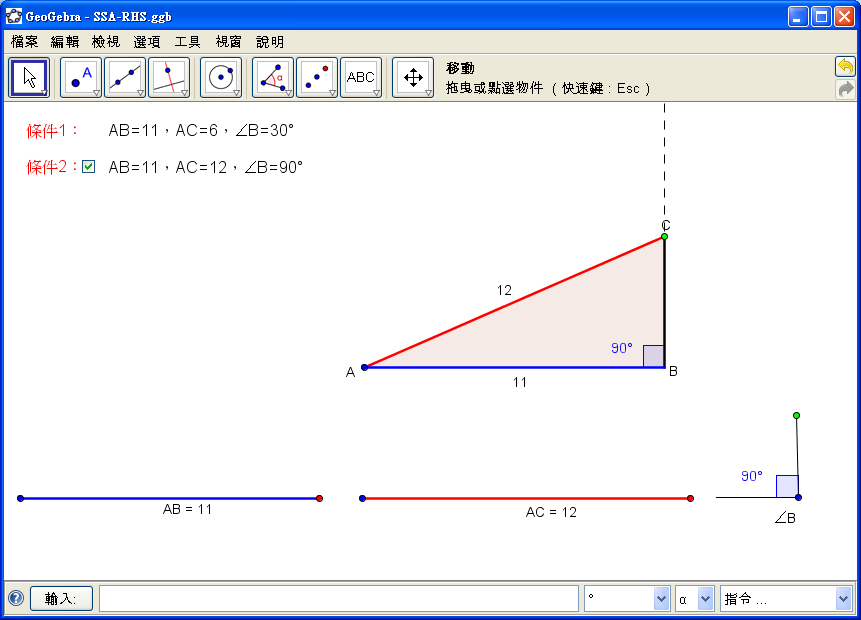 GeoGebra - SSA-RHS.ggb
檔案 編輯 檢視 選項 工具 視窗 說明
A
α
ABC
移動
拖曳或點選物件 (快速鍵 : Esc )
條件1： AB=11，AC=6，∠B=30°
條件2： AB=11，AC=12，∠B=90°
C
12
90°
A
B
11
90°
AB = 11
AC = 12
∠B
輸入:
°
α
指令 ...